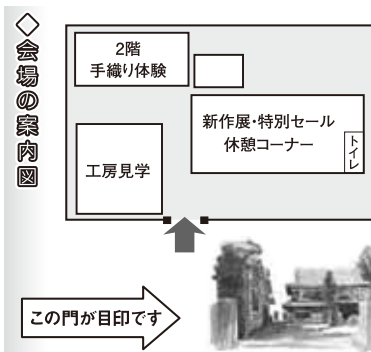 ◇会場の案内図
2階
手織り体験
新作展・特別セール
休憩コーナー
トイレ
工房見学
この門が目印です